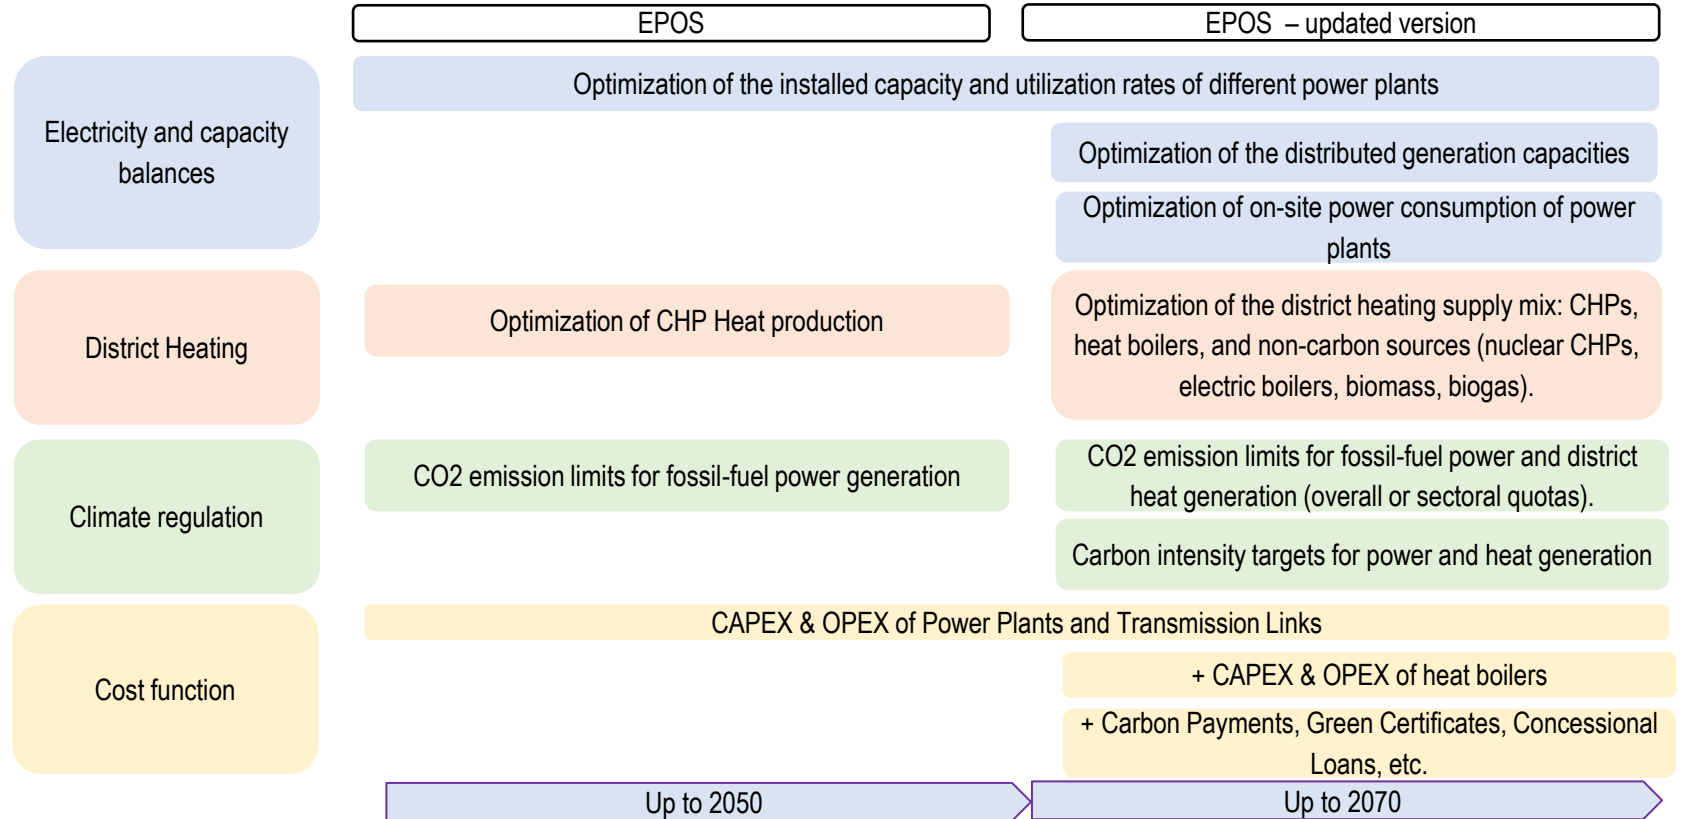 EPOS
EPOS – updated version
Electricity and capacity
balances
Optimization of the installed capacity and utilization rates of different power plants
Optimization of the distributed generation capacities
Optimization of on-site power consumption of power
plants
District Heating
Optimization of CHP Heat production
Optimization of the district heating supply mix: CHPs,
heat boilers, and non-carbon sources (nuclear CHPs,
electric boilers, biomass, biogas).
Climate regulation
CO2 emission limits for fossil-fuel power generation
CO2 emission limits for fossil-fuel power and district
heat generation (overall or sectoral quotas).
Carbon intensity targets for power and heat generation
Cost function
CAPEX & OPEX of Power Plants and Transmission Links
+ CAPEX & OPEX of heat boilers
+ Carbon Payments, Green Certificates, Concessional
Loans, etc.
Up to 2050
Up to 2070